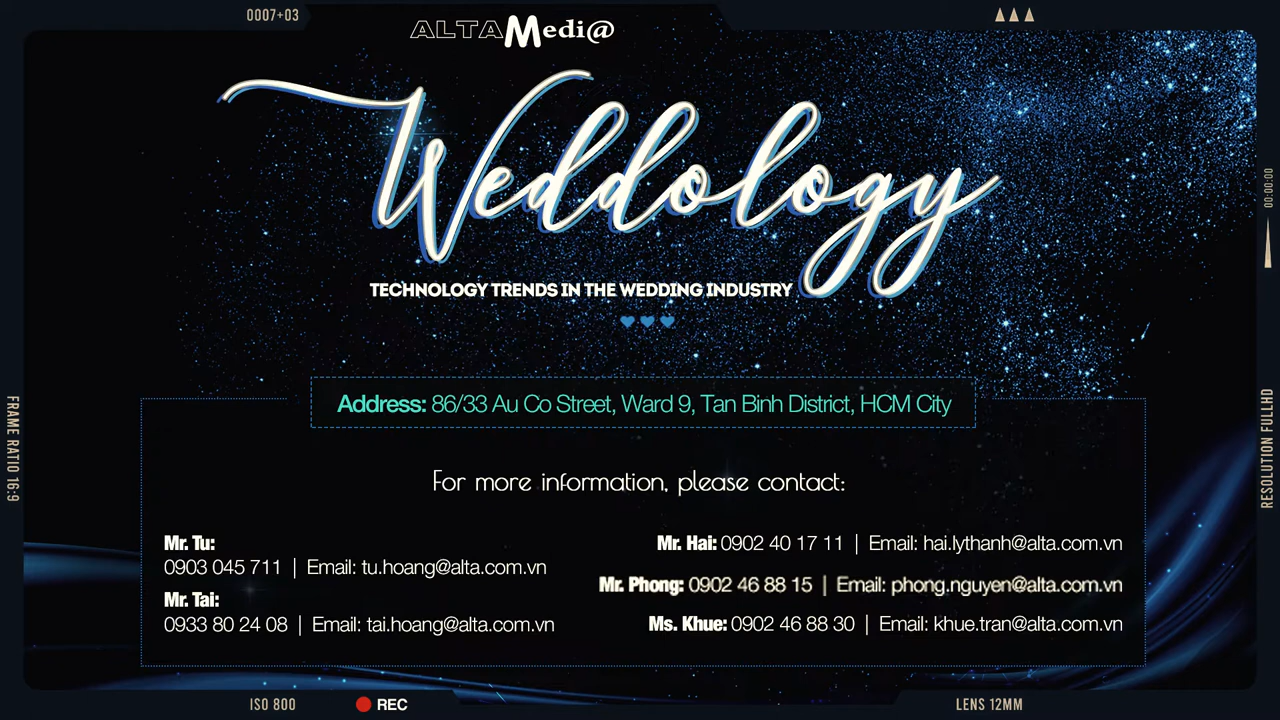 0007+03
ALTAMedi@
Weddology
TECHNOLOGY TRENDS IN THE WEDDING INDUSTRY
Address: 86/33 Au Co Street, Ward 9, Tan Binh District, HCM City
For more information, please contact:
Mr. Tu:
0903 045 711 | Email: tu.hoang@alta.com.vn
Mr. Tai:
0933 80 24 08 | Email: tai.hoang@alta.com.vn
Mr. Hai: 0902 40 17 11 | Email: hai.lythanh@alta.com.vn
Mr. Phong: 0902 46 88 15 | Email: phong.nguyen@alta.com.vn
Ms. Khue: 0902 46 88 30 | Email: khue.tran@alta.com.vn
FRAME RATIO 16:9
00:00:00
RESOLUTION FULLHD
ISO 800
REC
LENS 12MM